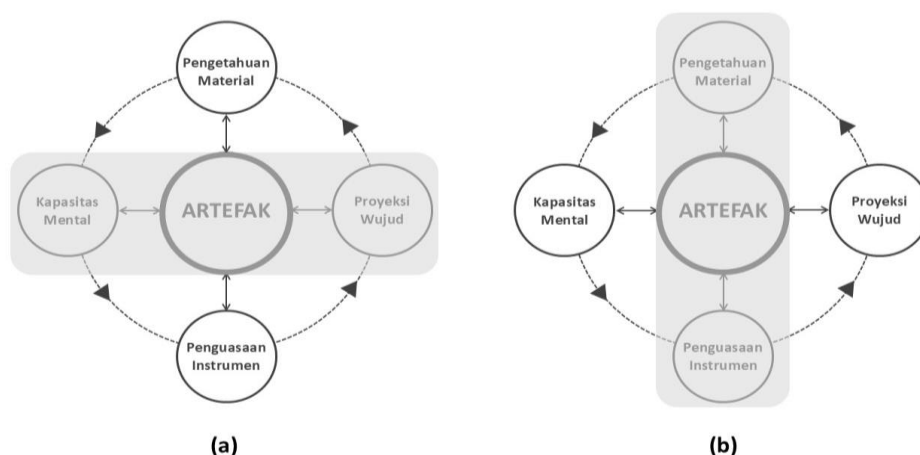 Pengetahuan
Material
Kapasitas
Mental
ARTEFAK
Proyeksi
Wujud
Penguasaan
Instrumen
(a)
Pengetahuan
Material
Kapasitas
Mental
ARTEFAK
Proyeksi
Wujud
Penguasaan
Instrumen
(b)